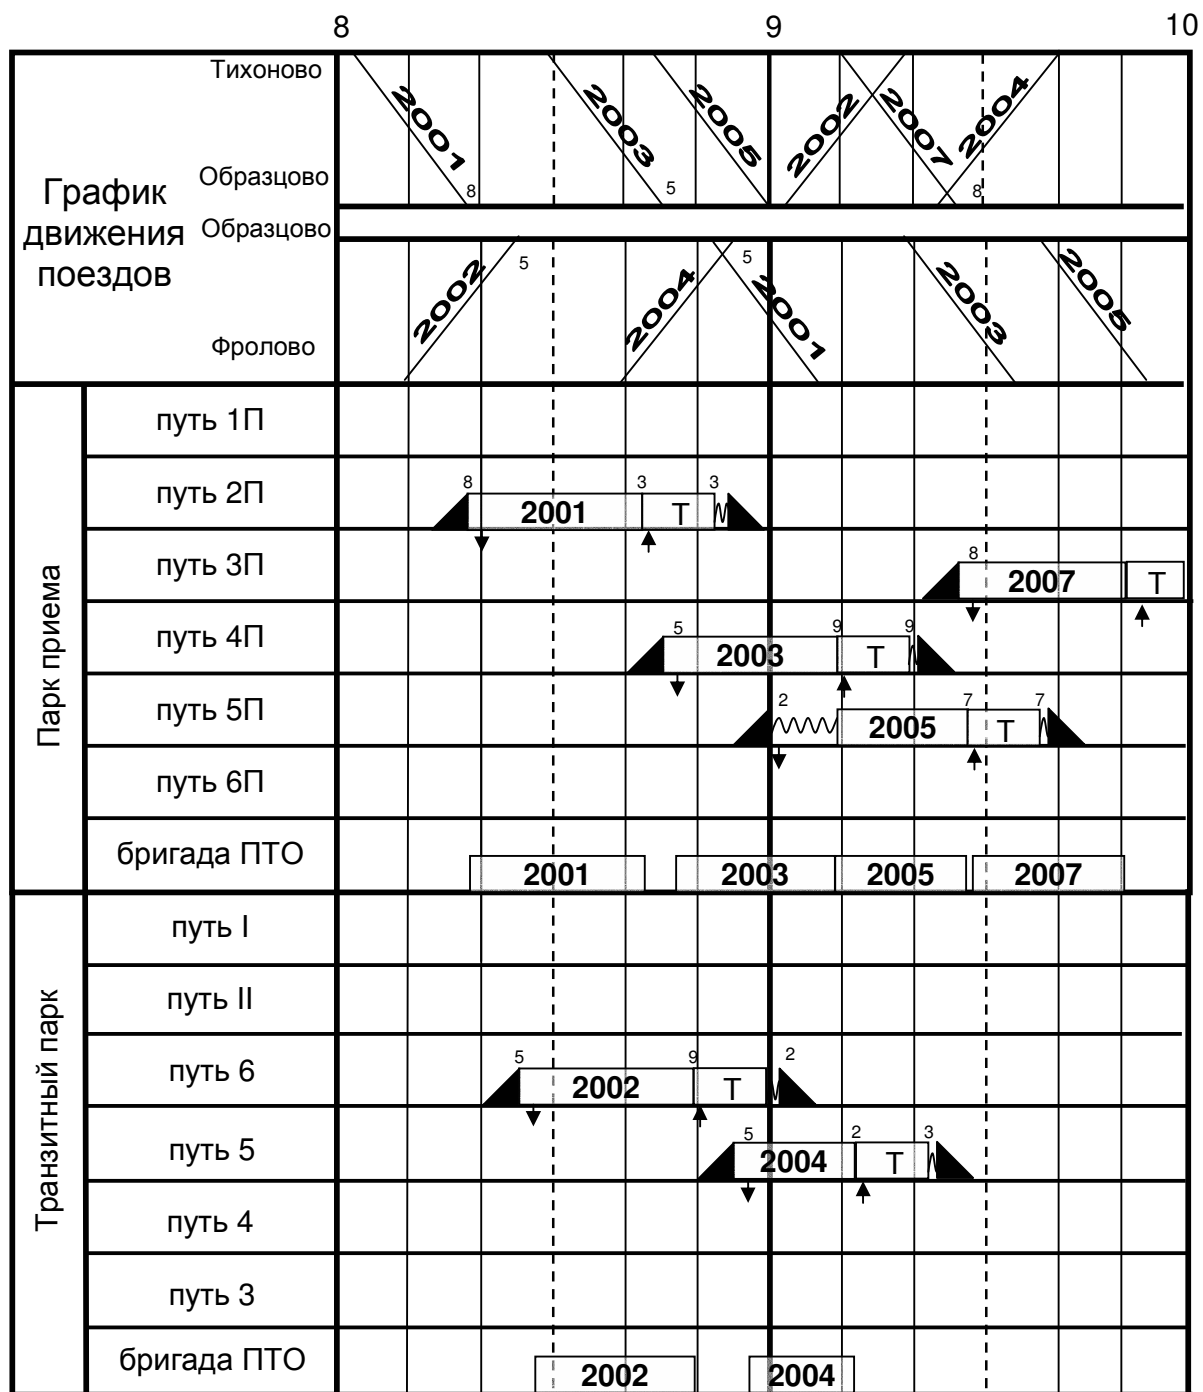 8 9 10
Тихоново
2001 2003 2005 2002 2007 2004
Образцово
8 5 8
График
движения
поездов
Образцово
2002 5 2004 5 2001 2003 2005
Фролово
Парк приема
путь 1П
путь 2П
8 3 3
2001 Т
путь 3П
8
2007 Т
путь 4П
5 9 9
2003 Т
путь 5П
2 7 7
2005 Т
путь 6П
бригада ПТО
2001 2003 2005 2007
Транзитный парк
путь I
путь II
путь 6
5 9 2
2002 Т
путь 5
5 2 3
2004 Т
путь 4
путь 3
бригада ПТО
2002 2004